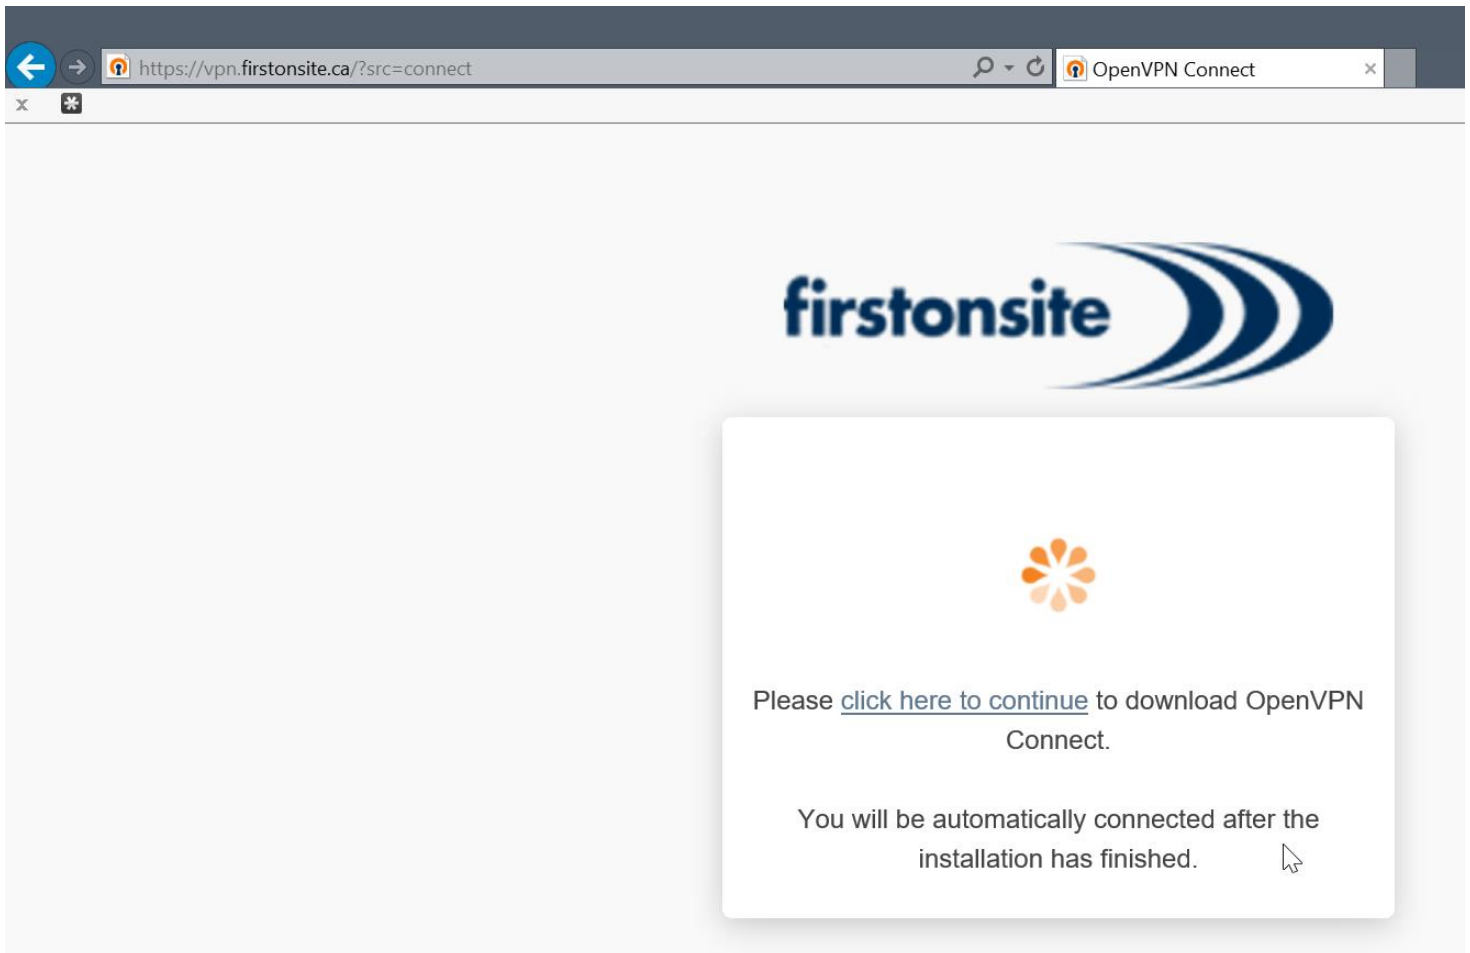 https://vpn.firstonsite.ca/?src=connect
OpenVPN Connect
firstonsite
Please click here to continue to download OpenVPN
Connect.
You will be automatically connected after the
installation has finished.